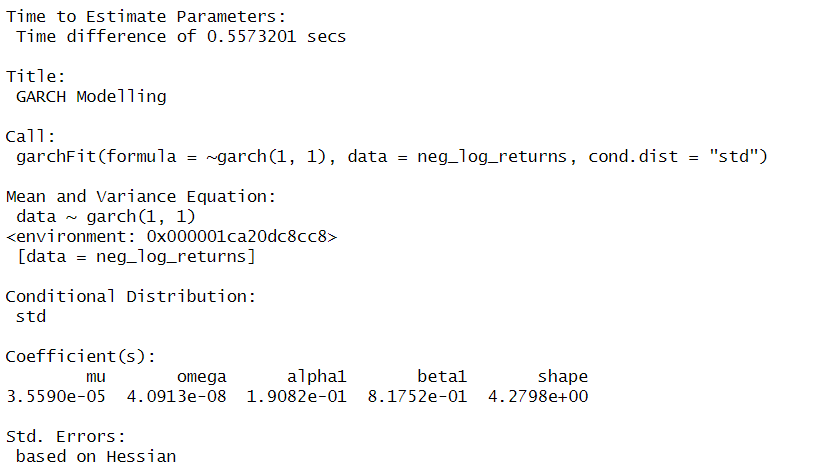 Time to Estimate Parameters:
 Time difference of 0.5573201 secs

Title:
 GARCH Modelling

Call:
 garchFit(formula = ~garch(1, 1), data = neg_log_returns, cond.dist = "std")

Mean and Variance Equation:
 data ~ garch(1, 1)
<environment: 0x000001ca20dc8cc8>
 [data = neg_log_returns]

Conditional Distribution:
 std

Coefficient(s):
        mu       omega      alpha1       beta1       shape
3.5590e-05  4.0913e-08  1.9082e-01  8.1752e-01  4.2798e+00

Std. Errors:
 based on Hessian